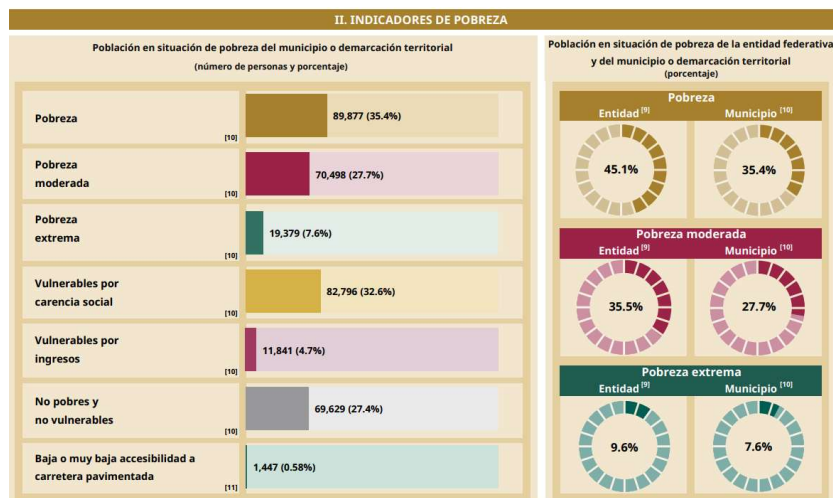 II. INDICADORES DE POBREZA
Población en situación de pobreza del municipio o demarcación territorial
(número de personas y porcentaje)
Pobreza
[10]
89,877 (35.4%)
Pobreza
moderada
[10]
70,498 (27.7%)
Pobreza
extrema
[10]
19,379 (7.6%)
Vulnerables por
carencia social
[10]
82,796 (32.6%)
Vulnerables por
ingresos
[10]
11,841 (4.7%)
No pobres y
no vulnerables
[10]
69,629 (27.4%)
Baja o muy baja accesibilidad a
carretera pavimentada
[11]
1,447 (0.58%)
Población en situación de pobreza de la entidad federativa
y del municipio o demarcación territorial
(porcentaje)
Pobreza
Entidad [9] Municipio [10]
45.1% 35.4%
Pobreza moderada
Entidad [9] Municipio [10]
35.5% 27.7%
Pobreza extrema
Entidad [9] Municipio [10]
9.6% 7.6%